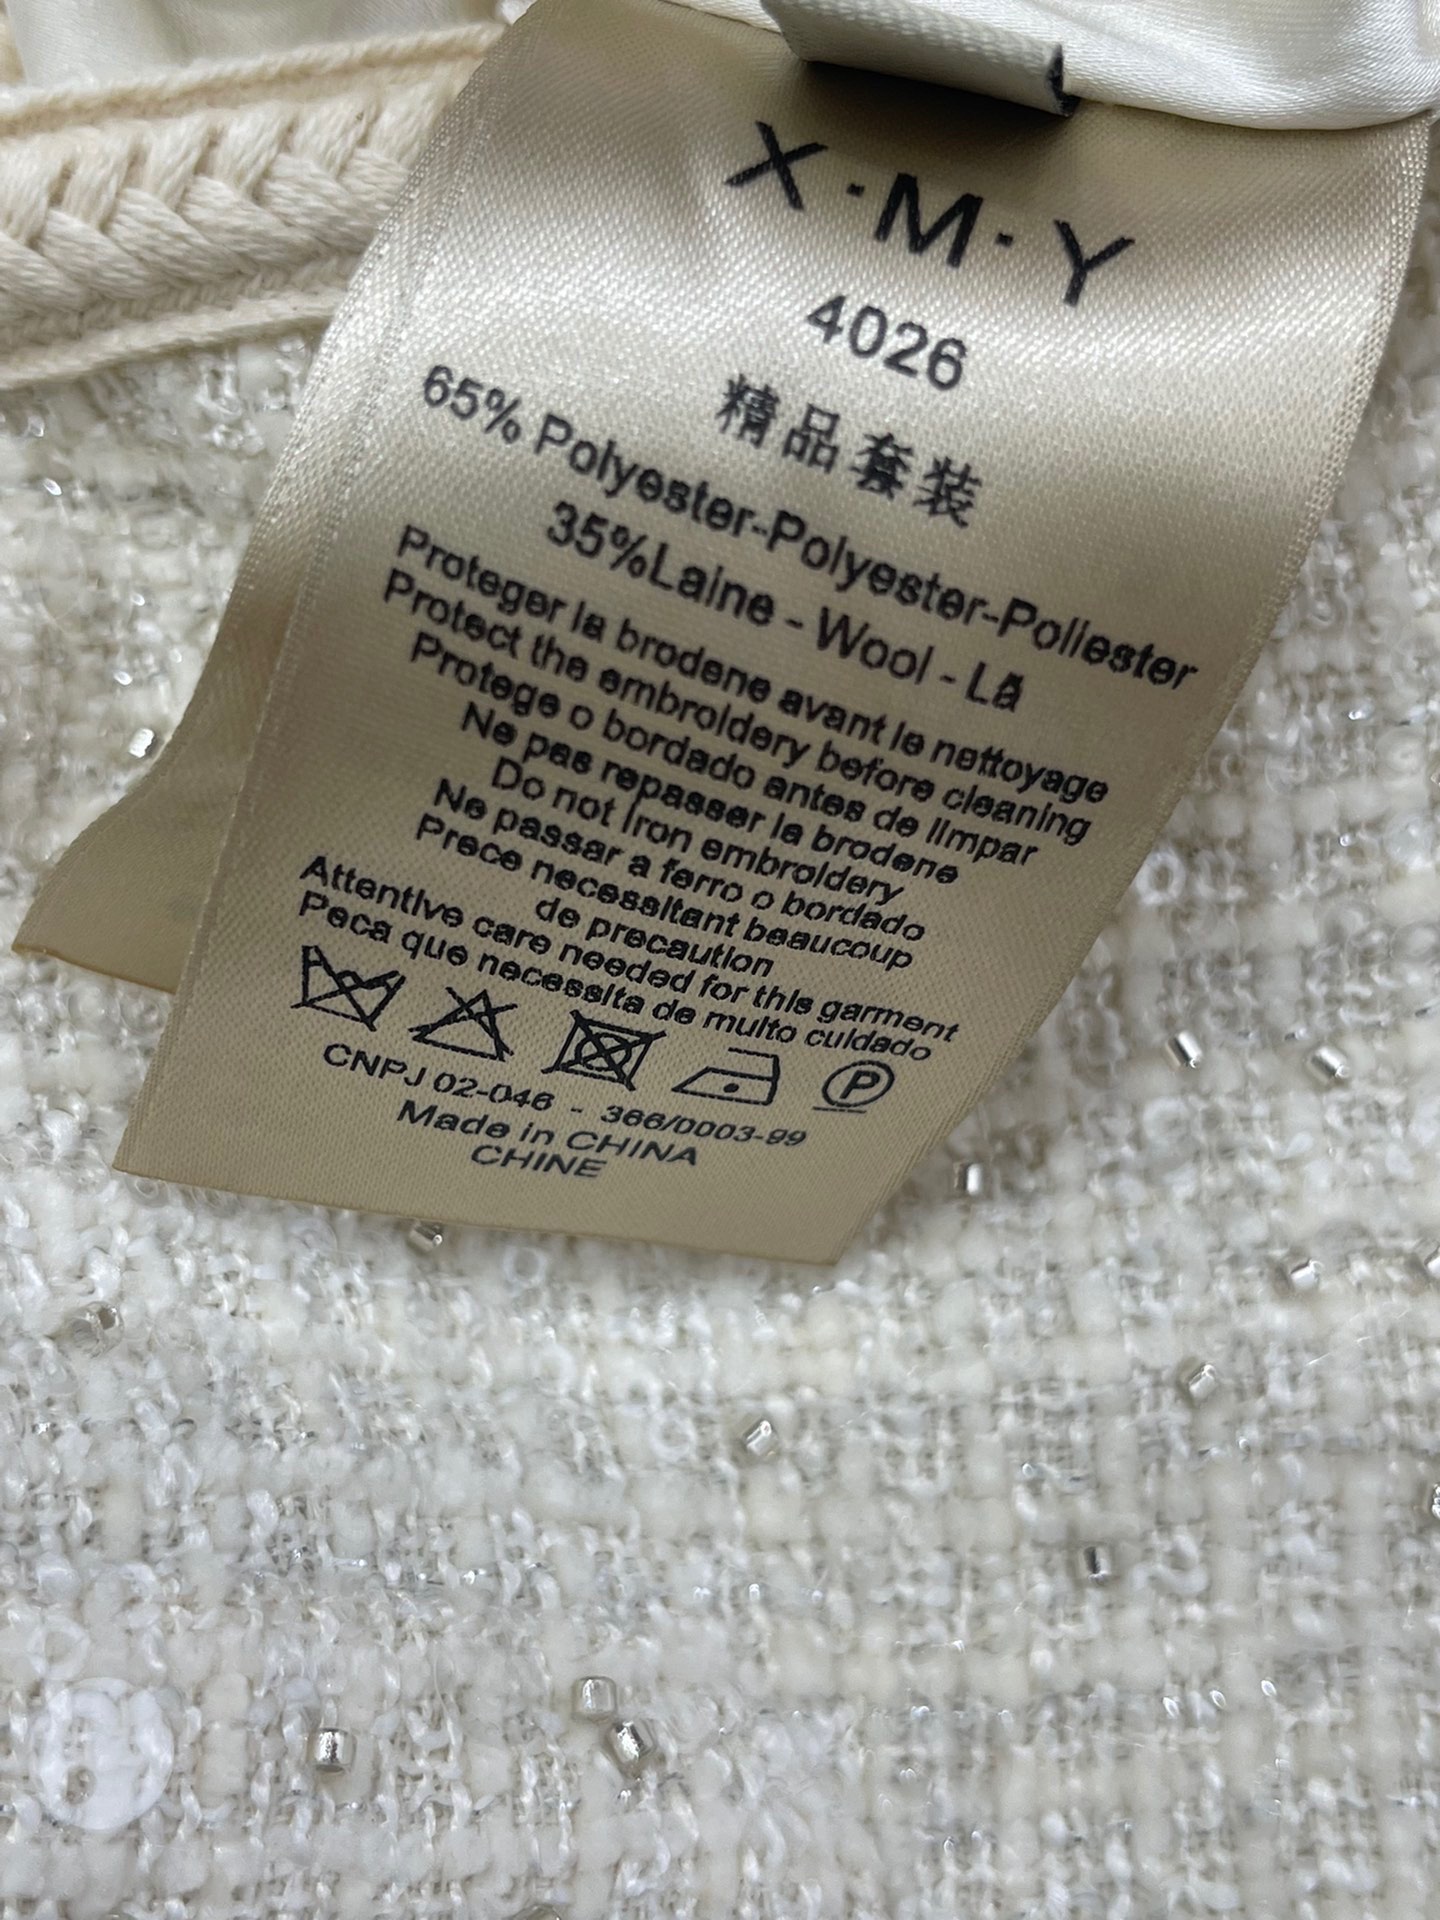 X·M·Y
4026
精品套装
65% Polyester-Polyester-Poliester
35%Laine - Wool - Lã
Proteger la brodene avant le nettoyage
Protect the embroldery before cleaning
Protege o bordado antes de limpar
Ne pas repasser la brodene
Do not Iron embroldery
Ne passar a ferro o bordado
Prece necessitant beaucoup
de precaution
Attentive care needed for this garment
Peca que necessita de multo culdado
P
CNPJ 02-046 - 366/0003-99
Made in CHINA
CHINE